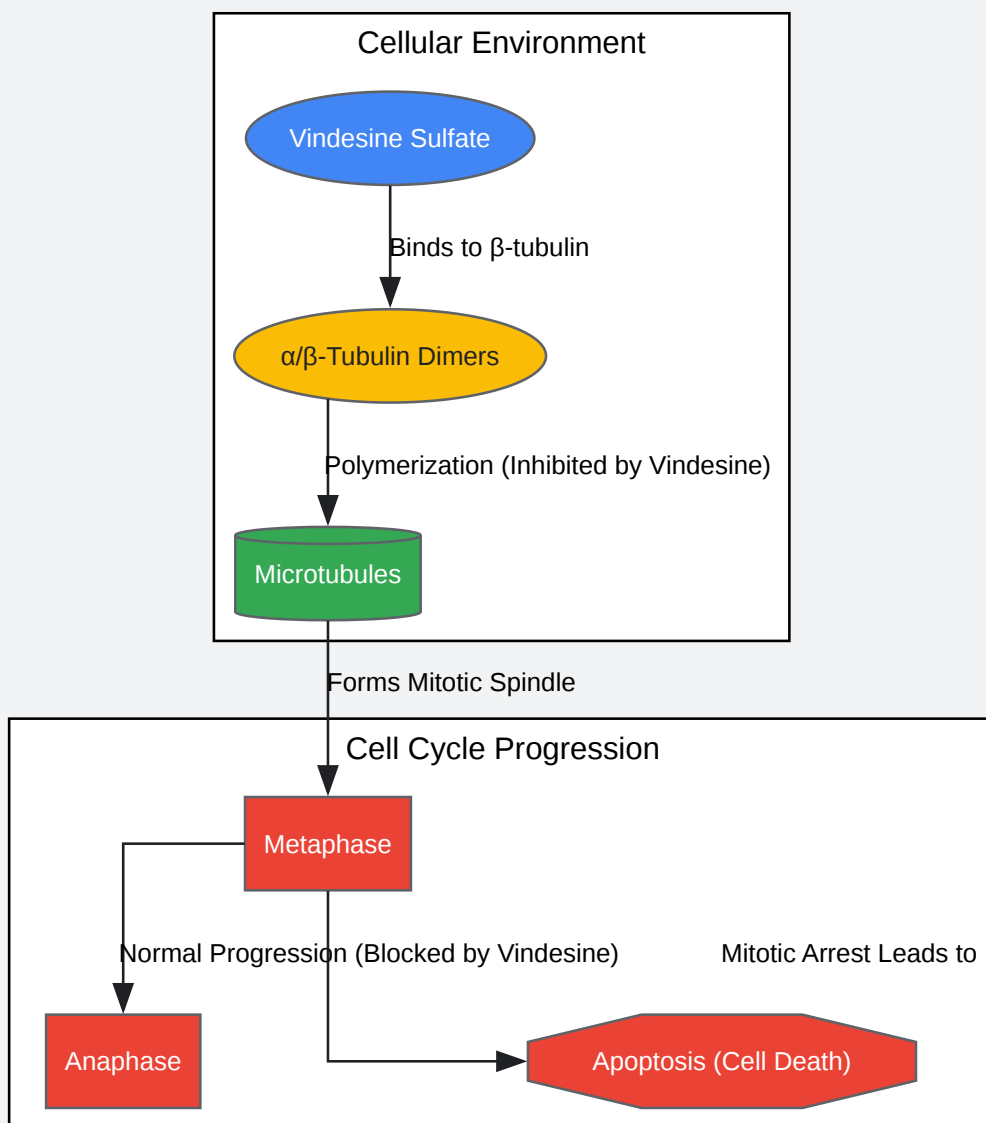 Cellular Environment
Vindesine Sulfate
Binds to β-tubulin
α/β-Tubulin Dimers
Polymerization (Inhibited by Vindesine)
Microtubules
Forms Mitotic Spindle
Cell Cycle Progression
Metaphase
Normal Progression (Blocked by Vindesine)
Mitotic Arrest Leads to
Anaphase
Apoptosis (Cell Death)